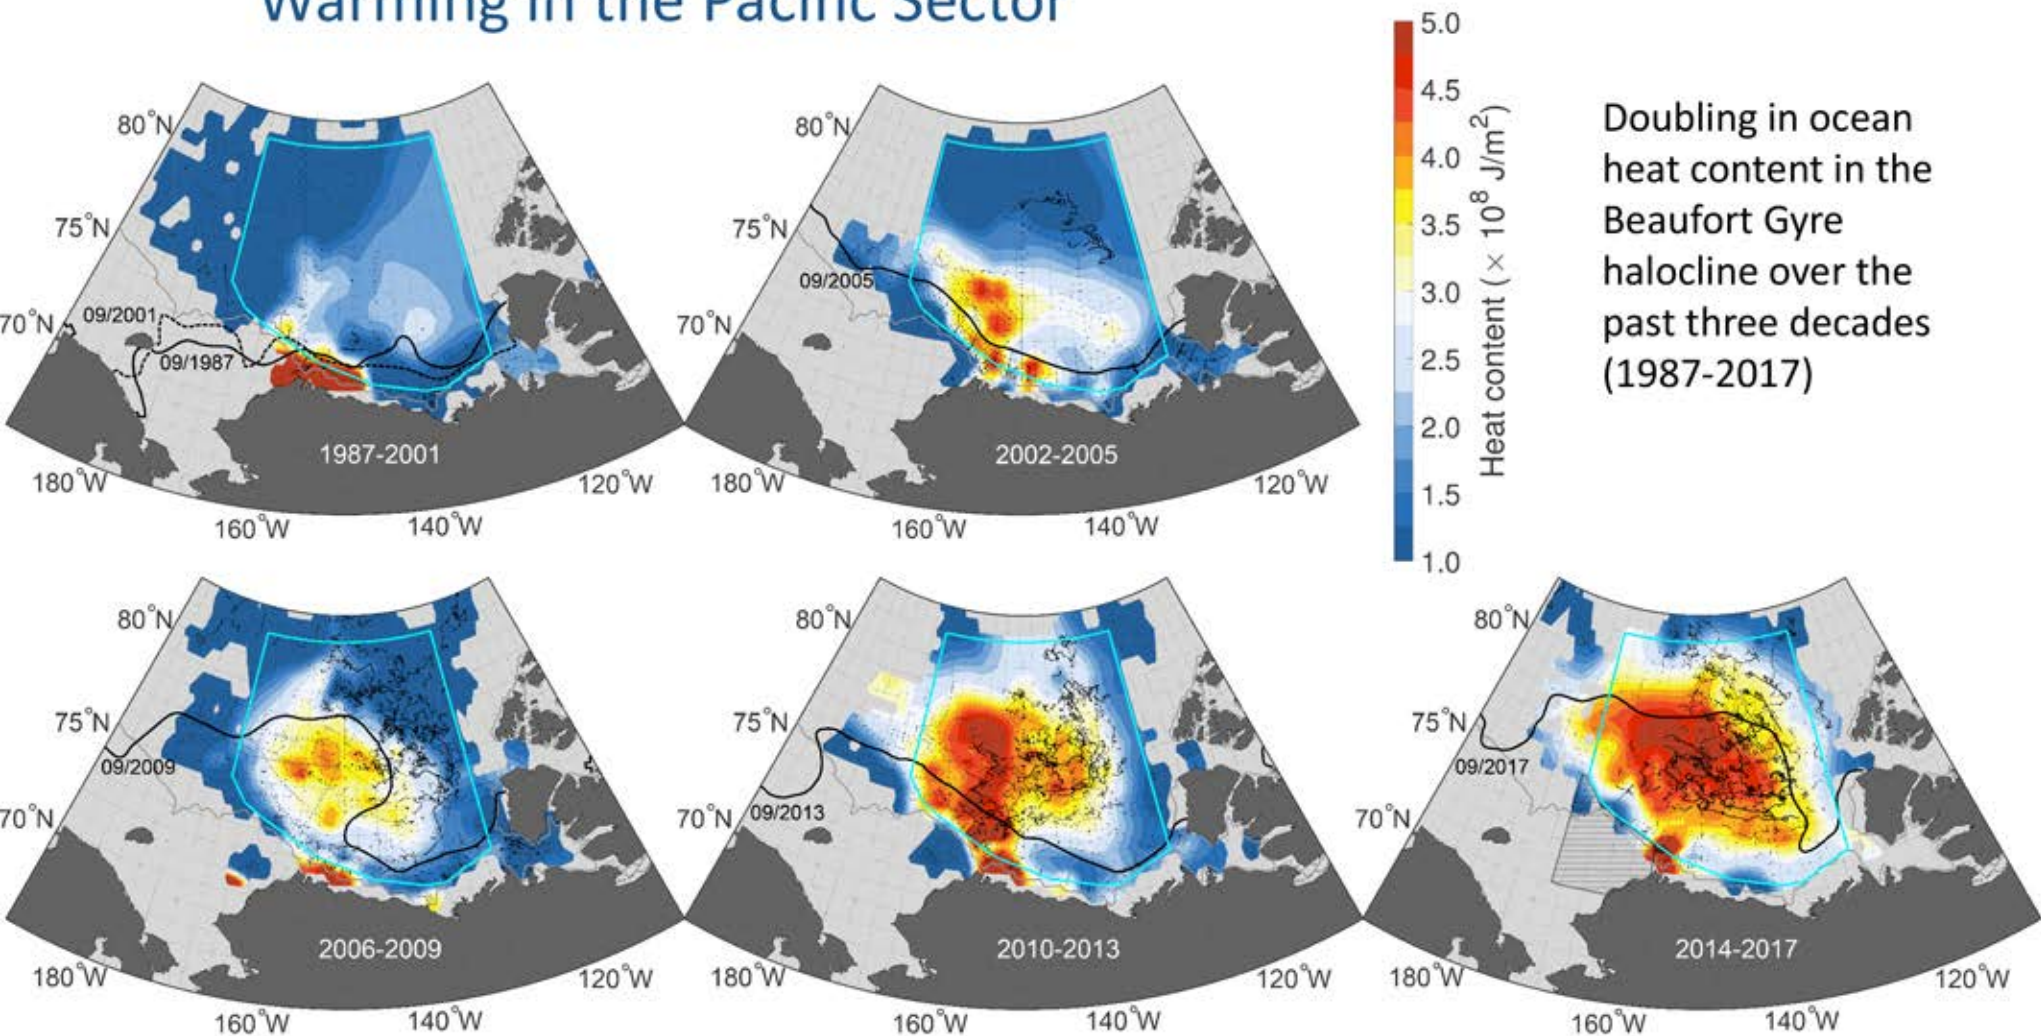 Warming in the Pacific Sector
80°N
75°N
70°N
09/2001
09/1987
1987-2001
180°W
160°W
140°W
120°W
80°N
75°N
70°N
09/2005
2002-2005
180°W
160°W
140°W
120°W
5.0
4.5
4.0
3.5
3.0
2.5
2.0
1.5
1.0
Heat content (× 10⁸ J/m²)
Doubling in ocean
heat content in the
Beaufort Gyre
halocline over the
past three decades
(1987-2017)
80°N
75°N
70°N
09/2009
2006-2009
180°W
160°W
140°W
120°W
80°N
75°N
70°N
09/2013
2010-2013
180°W
160°W
140°W
120°W
80°N
75°N
70°N
09/2017
2014-2017
180°W
160°W
140°W
120°W